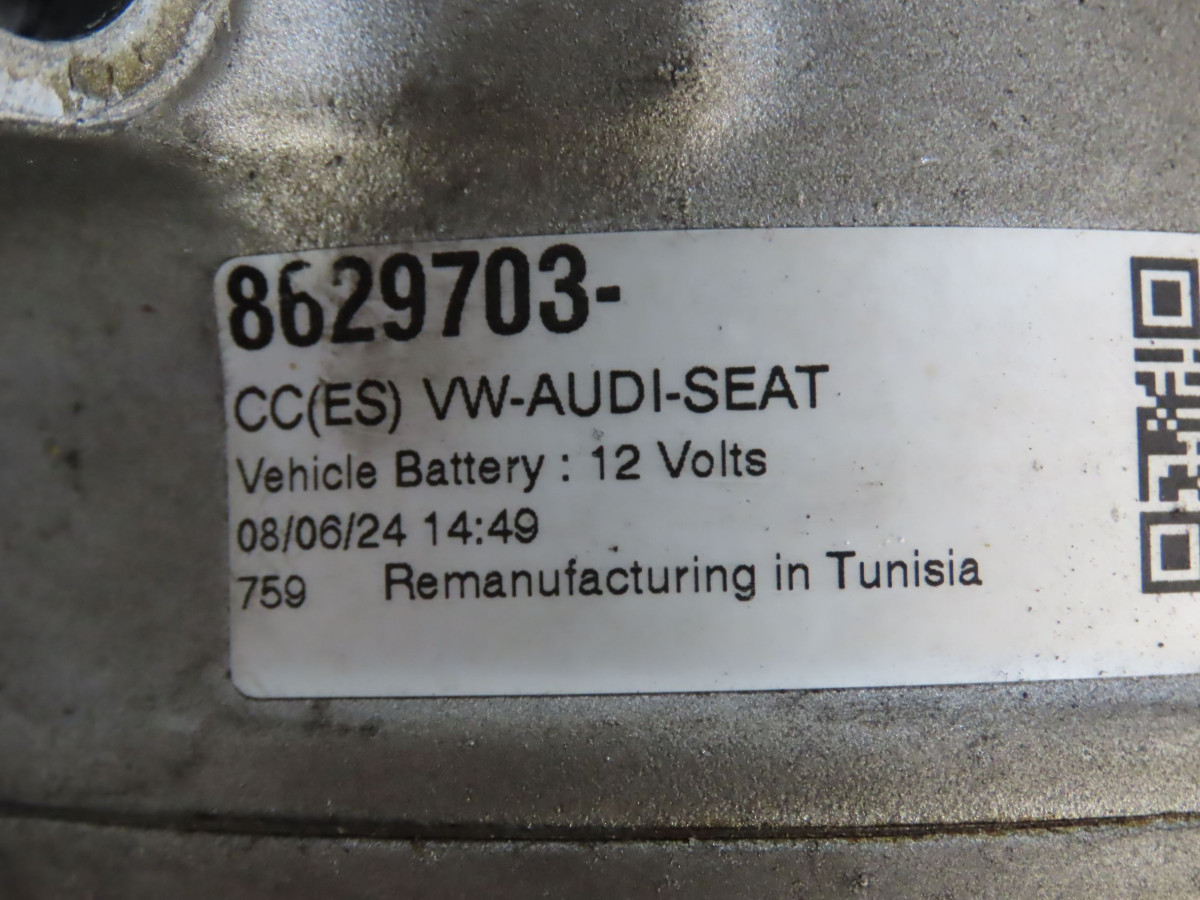 8629703-
CC(ES) VW-AUDI-SEAT
Vehicle Battery : 12 Volts
08/06/24 14:49
759 Remanufacturing in Tunisia